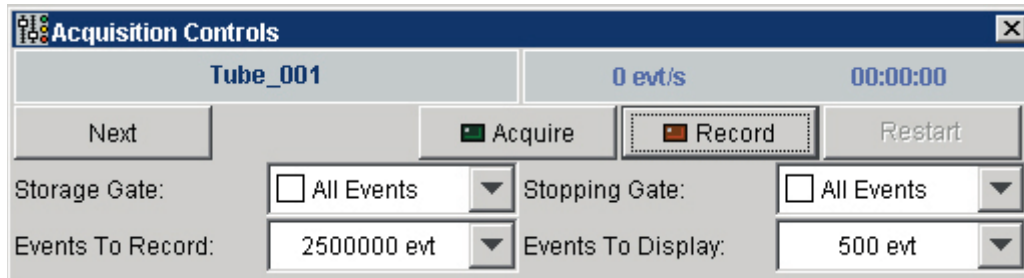 Acquisition Controls
Tube_001 0 evt/s 00:00:00
Next Acquire Record Restart
Storage Gate: All Events Stopping Gate: All Events
Events To Record: 2500000 evt Events To Display: 500 evt